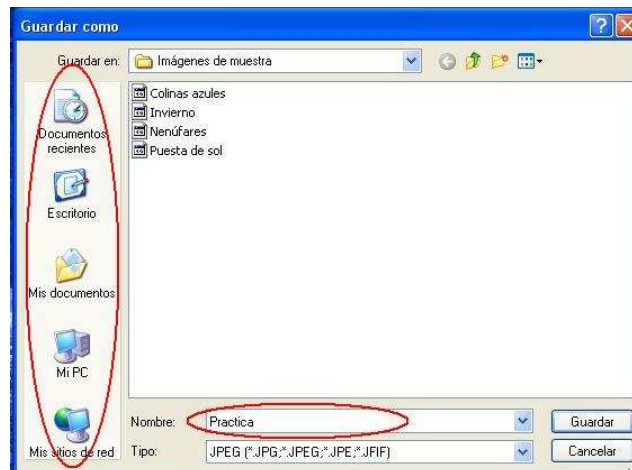 Guardar como
Guardar en:
Imágenes de muestra
Documentos
recientes
Escritorio
Mis documentos
Mi PC
Mis sitios de red
Colinas azules
Invierno
Nenúfares
Puesta de sol
Nombre:
Practica
Guardar
Tipo:
JPEG (*.JPG;*.JPEG;*.JPE;*.JFIF)
Cancelar